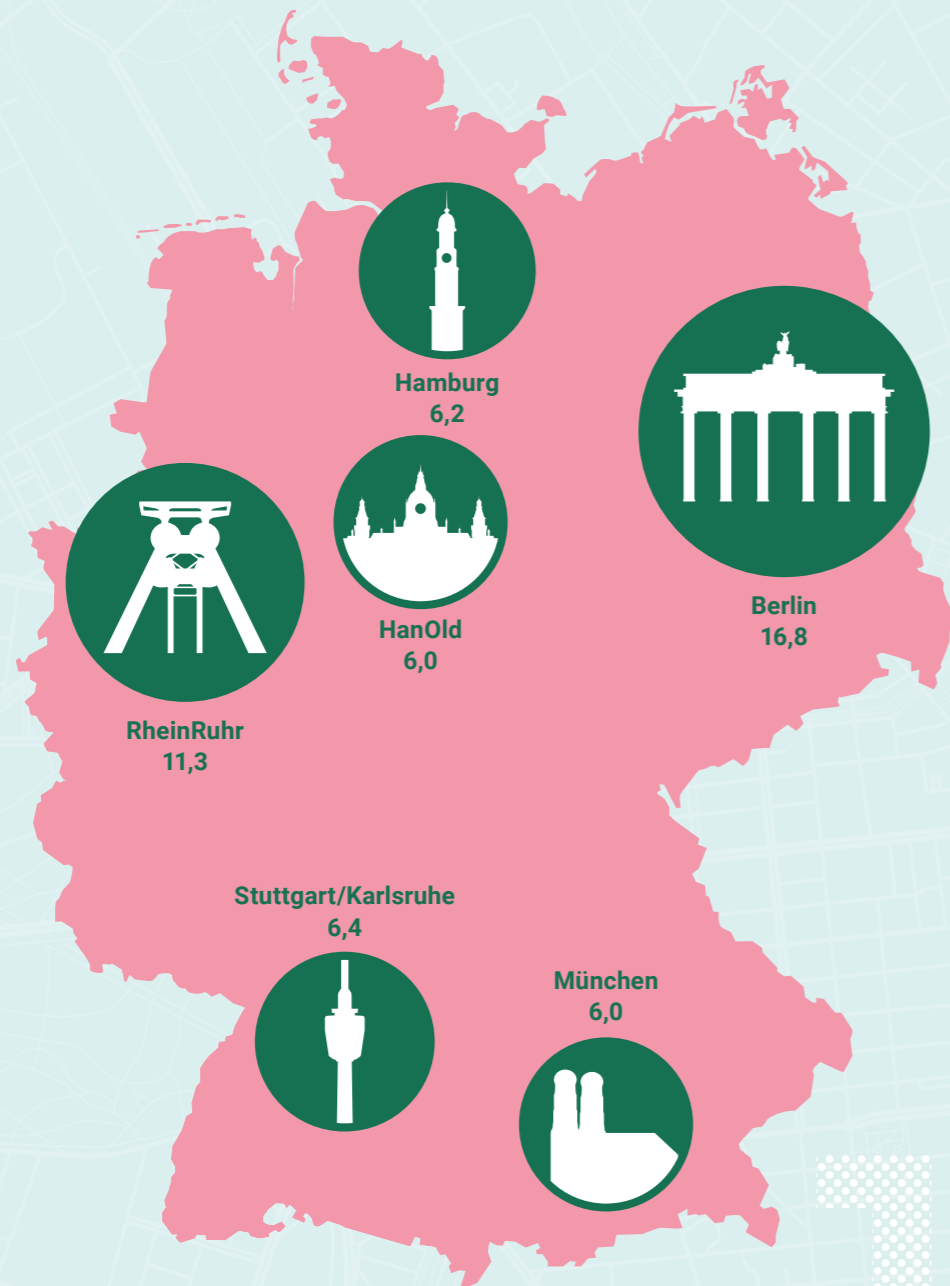 Hamburg
6,2
HanOld
6,0
Berlin
16,8
RheinRuhr
11,3
Stuttgart/Karlsruhe
6,4
München
6,0